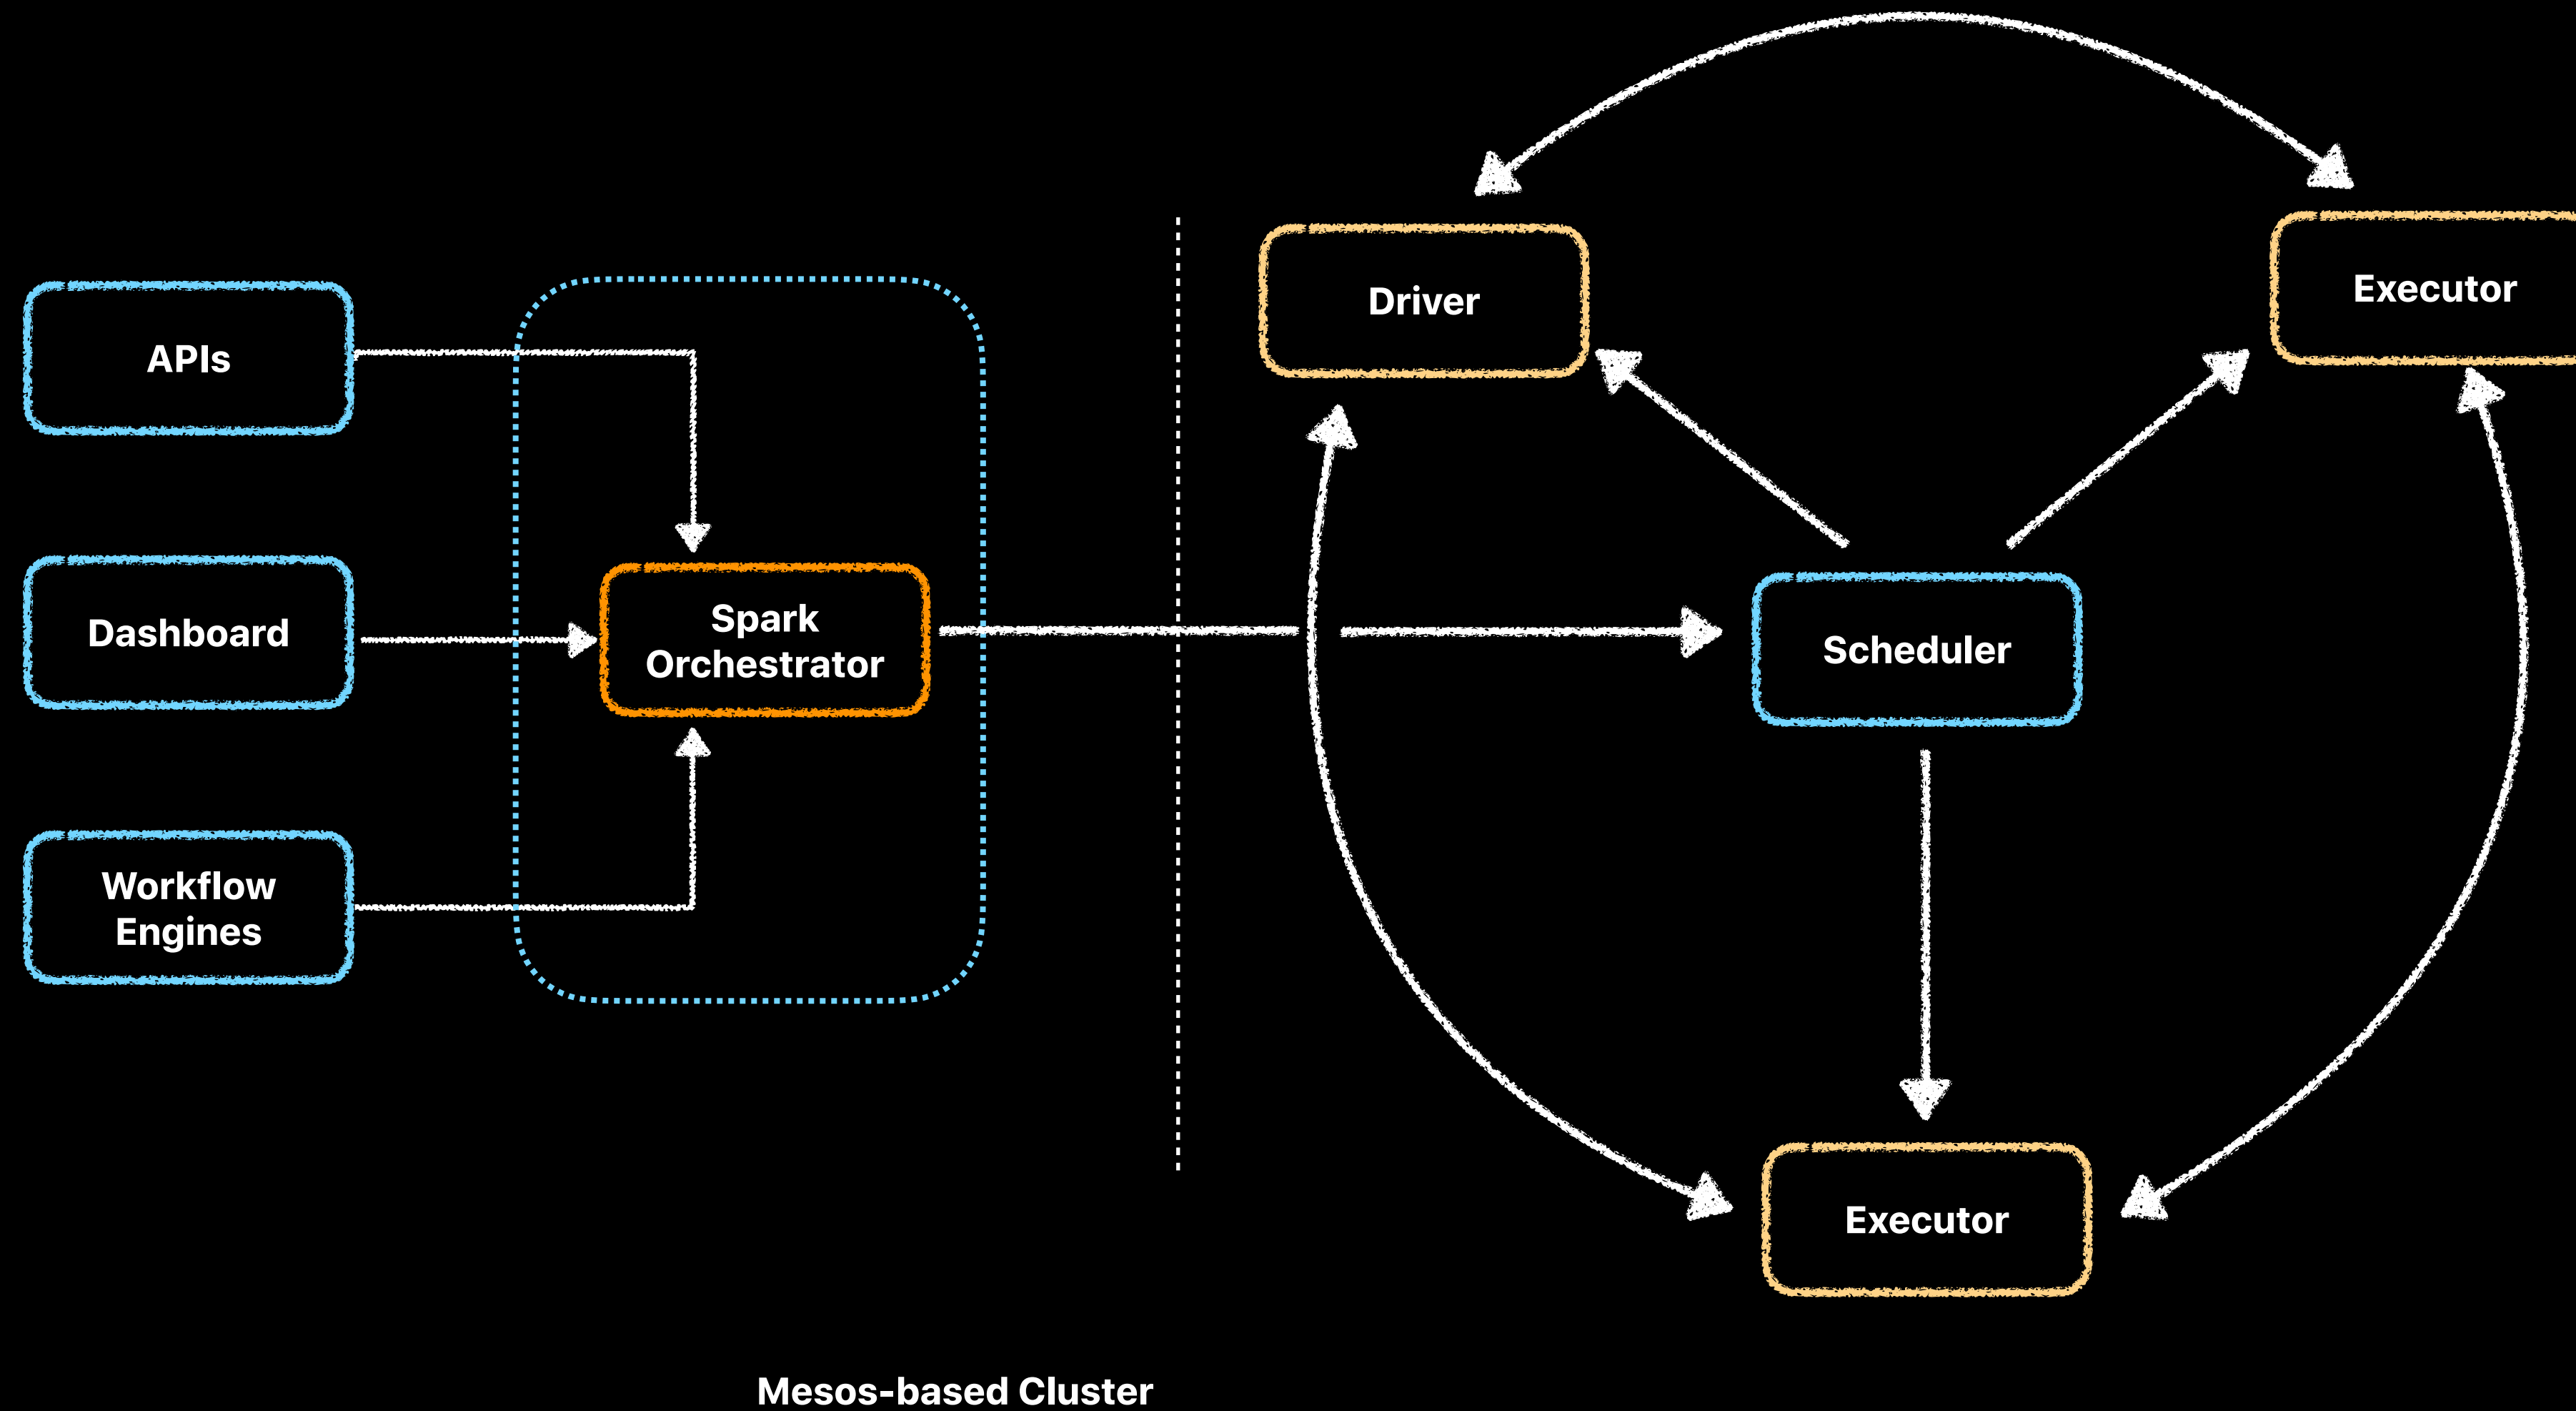 APIs
Dashboard
Workflow
Engines
Spark
Orchestrator
Driver
Executor
Scheduler
Executor
Mesos-based Cluster